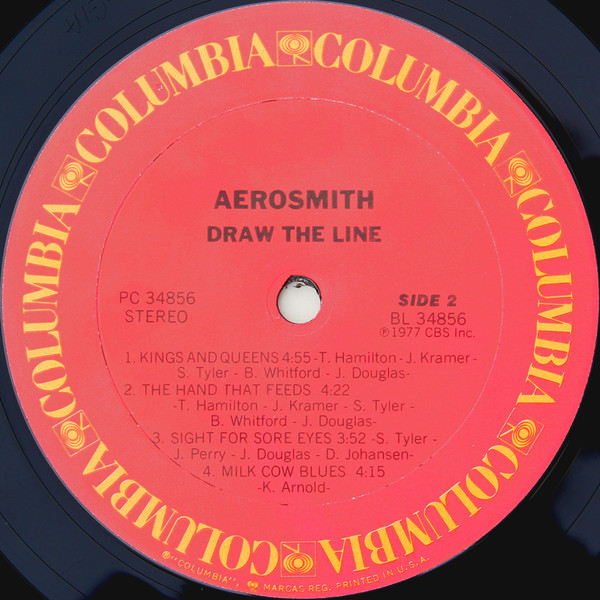 COLUMBIA COLUMBIA COLUMBIA COLUMBIA COLUMBIA COLUMBIA COLUMBIA COLUMBIA
AEROSMITH
DRAW THE LINE
PC 34856
STEREO
SIDE 2
BL 34856
℗1977 CBS Inc.
1. KINGS AND QUEENS 4:55 -T. Hamilton - J. Kramer -
S. Tyler - B. Whitford - J. Douglas-
2. THE HAND THAT FEEDS 4:22
-T. Hamilton - J. Kramer - S. Tyler -
B. Whitford - J. Douglas-
3. SIGHT FOR SORE EYES 3:52 -S. Tyler -
J. Perry - J. Douglas - D. Johansen-
4. MILK COW BLUES 4:15
-K. Arnold-
®"COLUMBIA", MARCAS REG. PRINTED IN U.S.A.